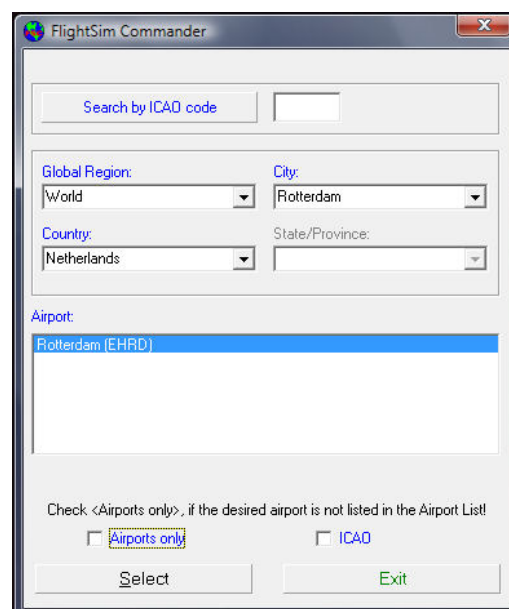 FlightSim Commander
Search by ICAO code
Global Region: City:
World Rotterdam
Country: State/Province:
Netherlands
Airport:
Rotterdam (EHRD)
Check <Airports only>, if the desired airport is not listed in the Airport List!
Airports only ICAO
Select Exit